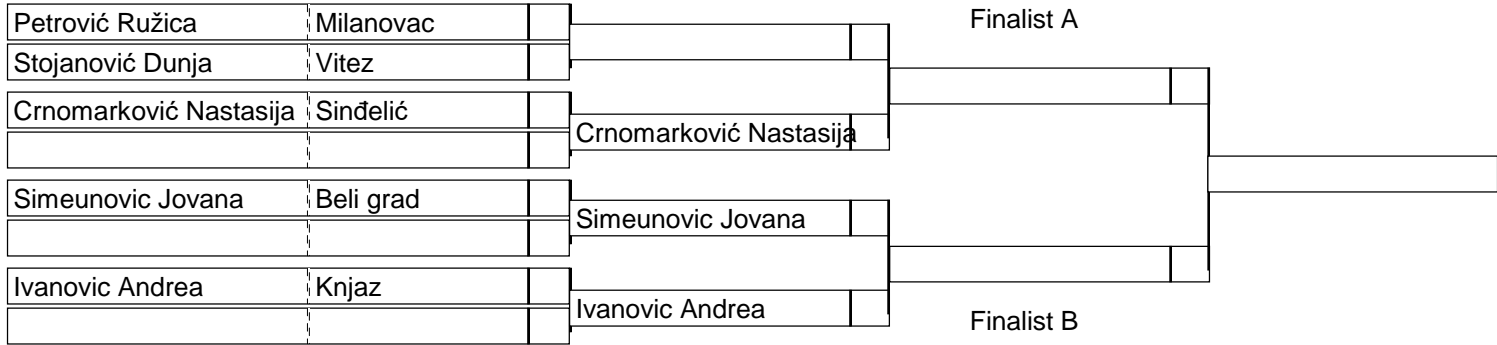 Petrović Ružica Milanovac
Stojanović Dunja Vitez
Crnomarković Nastasija Sinđelić
Simeunovic Jovana Beli grad
Ivanovic Andrea Knjaz
Crnomarković Nastasija
Simeunovic Jovana
Ivanovic Andrea
Finalist A
Finalist B